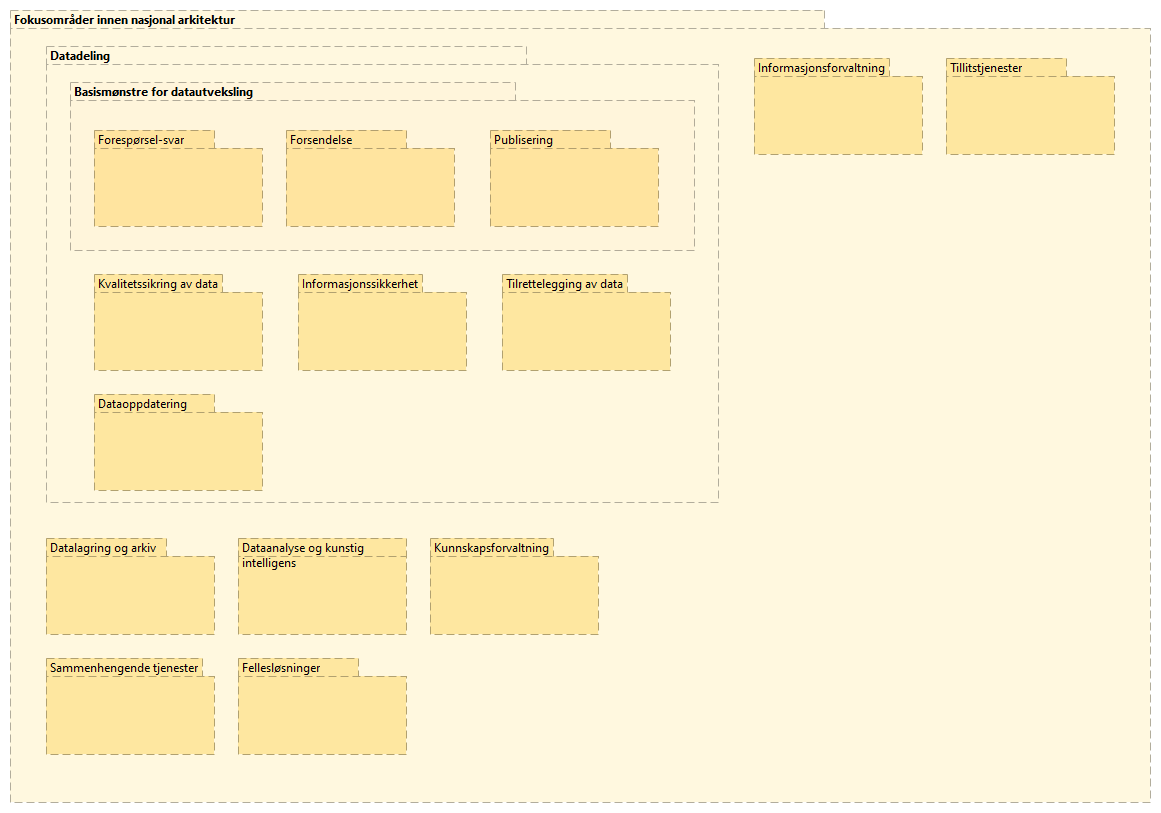 Fokusområder innen nasjonal arkitektur
Datadeling
Basismønstre for datautveksling
Forespørsel-svar
Forsendelse
Publisering
Kvalitetssikring av data
Informasjonssikkerhet
Tilrettelegging av data
Dataoppdatering
Informasjonsforvaltning
Tillitstjenester
Datalagring og arkiv
Dataanalyse og kunstig
intelligens
Kunnskapsforvaltning
Sammenhengende tjenester
Fellesløsninger